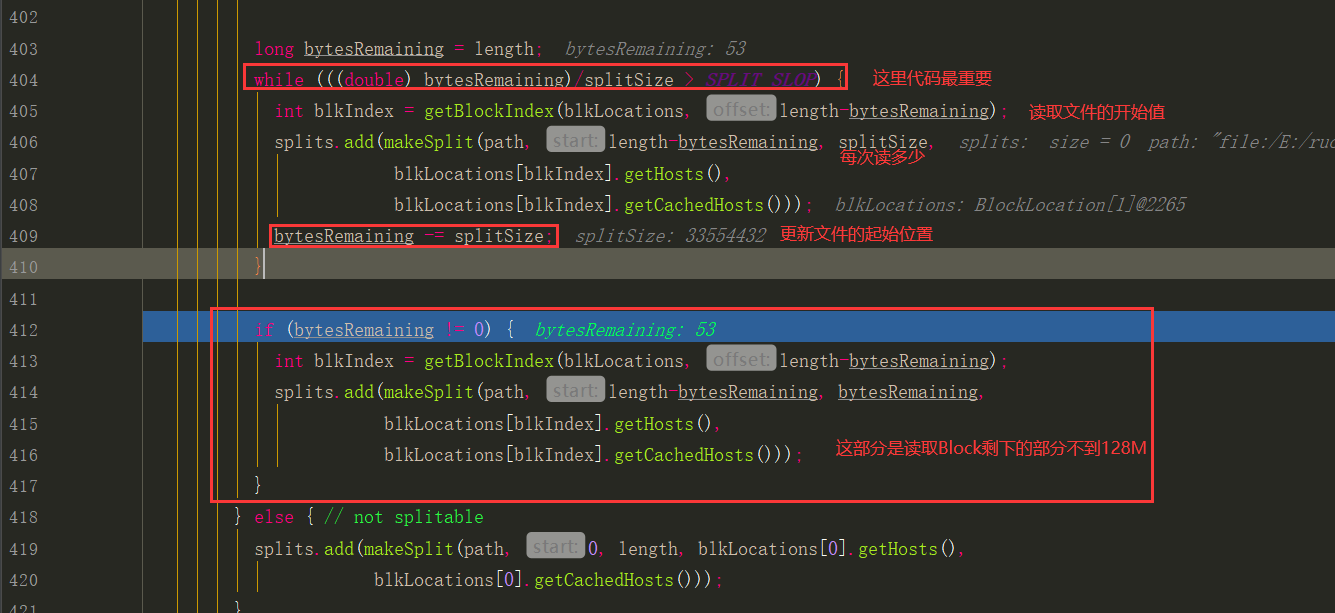 402
403 long bytesRemaining = length; bytesRemaining: 53
404 while (((double) bytesRemaining)/splitSize > SPLIT_SLOP) { 这里代码最重要
405 int blkIndex = getBlockIndex(blkLocations, offset: length-bytesRemaining); 读取文件的开始值
406 splits.add(makeSplit(path, start: length-bytesRemaining, splitSize, splits: size = 0 path: "file:/E:/ruo
每次读多少
407 blkLocations[blkIndex].getHosts(),
408 blkLocations[blkIndex].getCachedHosts())); blkLocations: BlockLocation[1]@2265
409 bytesRemaining -= splitSize; splitSize: 33554432 更新文件的起始位置
410 }
411
412 if (bytesRemaining != 0) { bytesRemaining: 53
413 int blkIndex = getBlockIndex(blkLocations, offset: length-bytesRemaining);
414 splits.add(makeSplit(path, start: length-bytesRemaining, bytesRemaining,
415 blkLocations[blkIndex].getHosts(),
416 blkLocations[blkIndex].getCachedHosts())); 这部分是读取Block剩下的部分不到128M
417 }
418 } else { // not splitable
419 splits.add(makeSplit(path, start: 0, length, blkLocations[0].getHosts(),
420 blkLocations[0].getCachedHosts()));
421 }